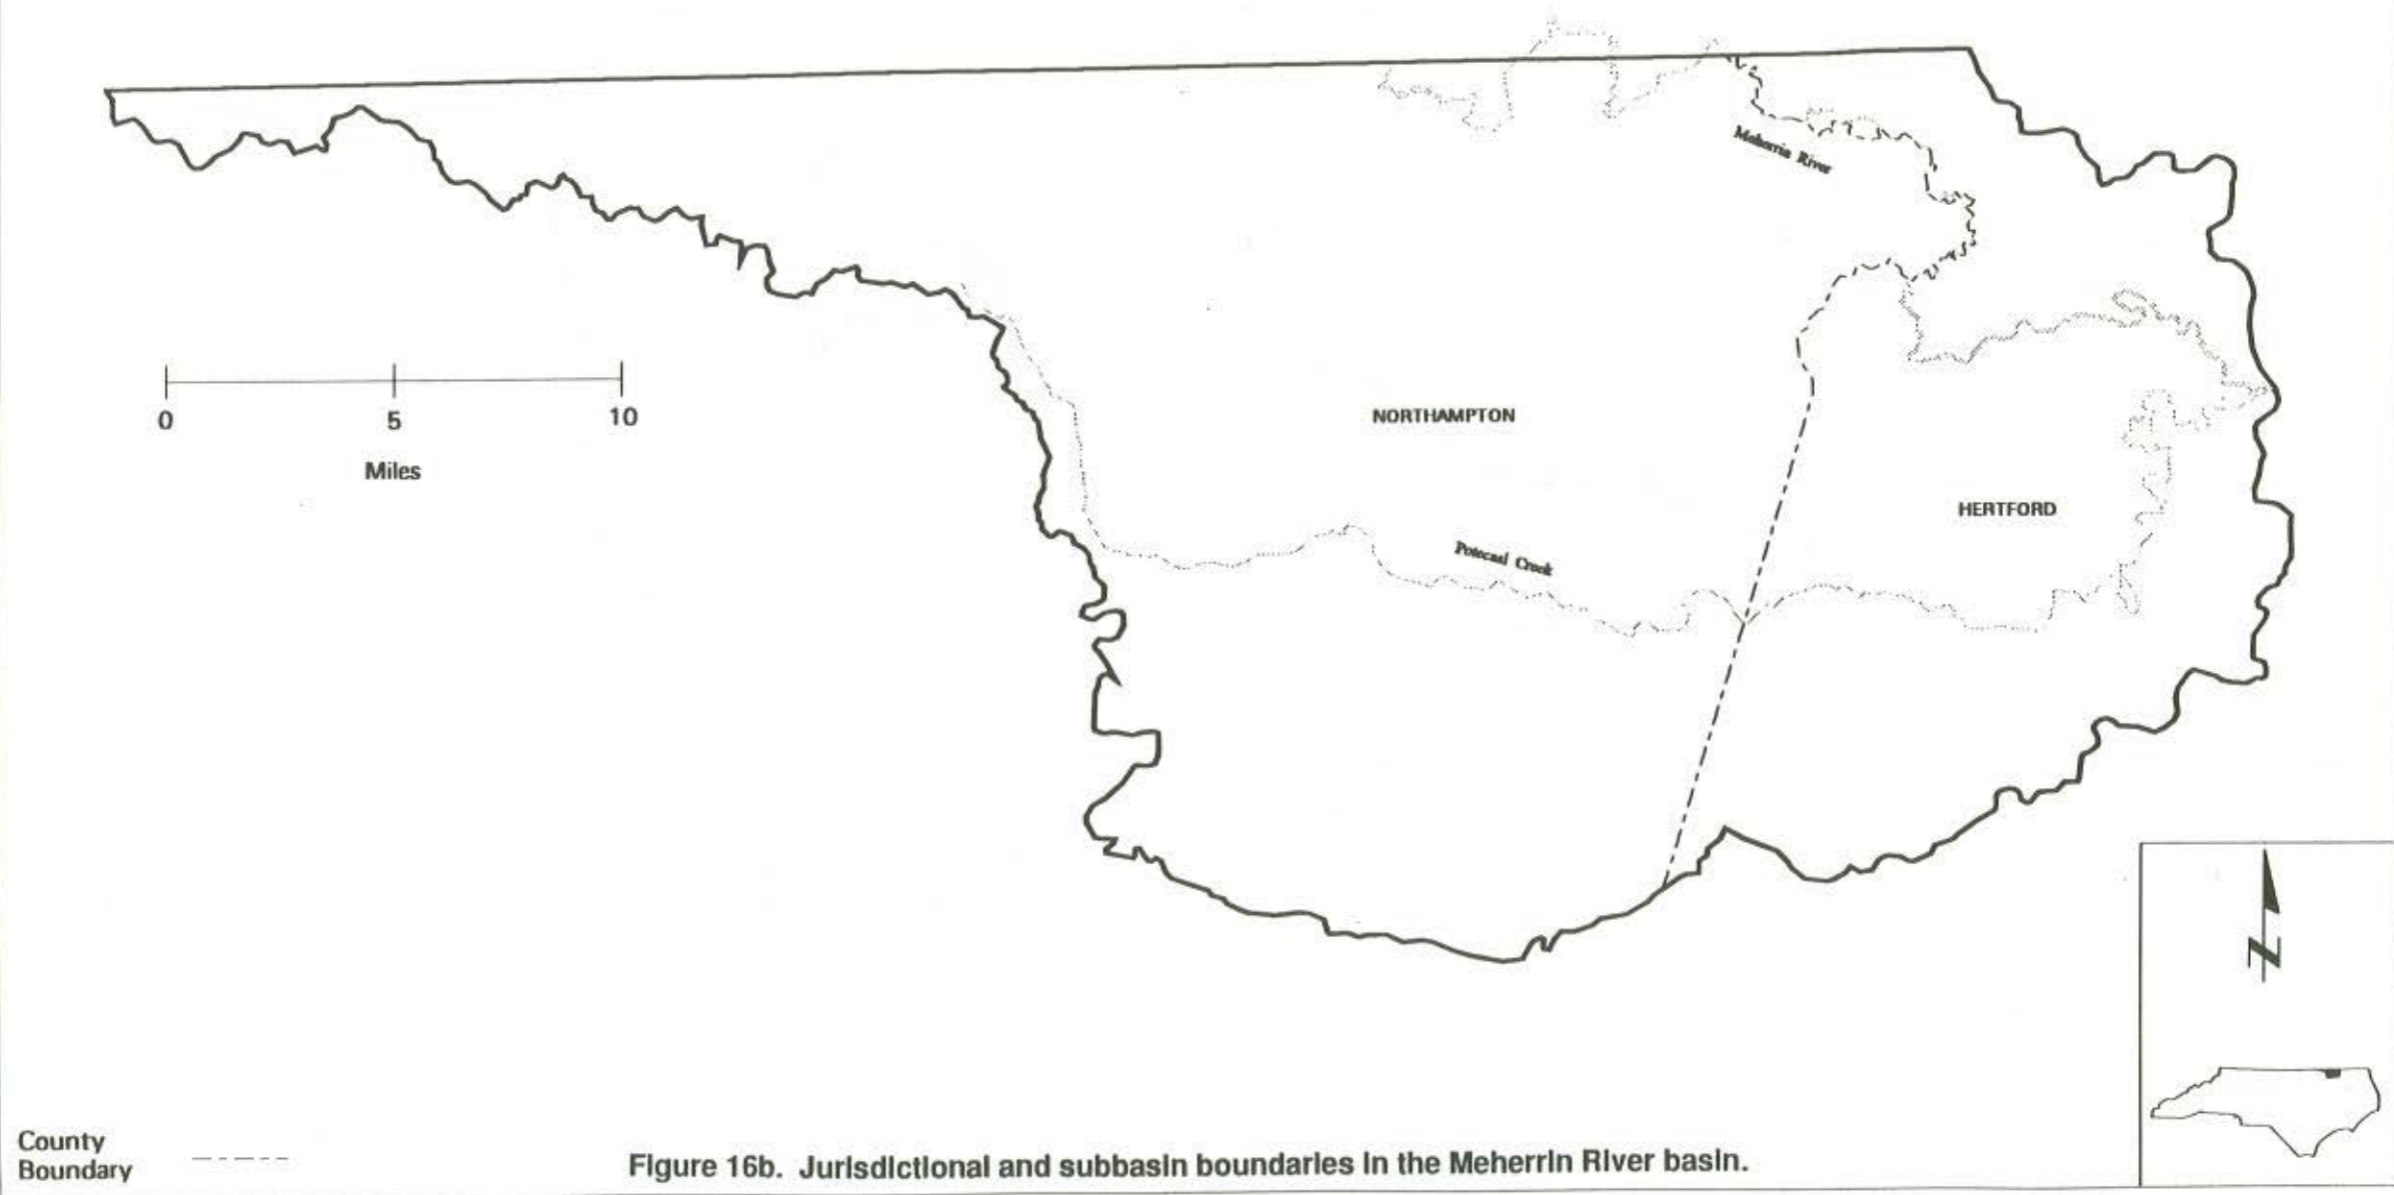 Meherrin River
0 5 10
Miles
NORTHAMPTON
HERTFORD
Potecasi Creek
N
County
Boundary
Figure 16b. Jurisdictional and subbasin boundaries in the Meherrin River basin.